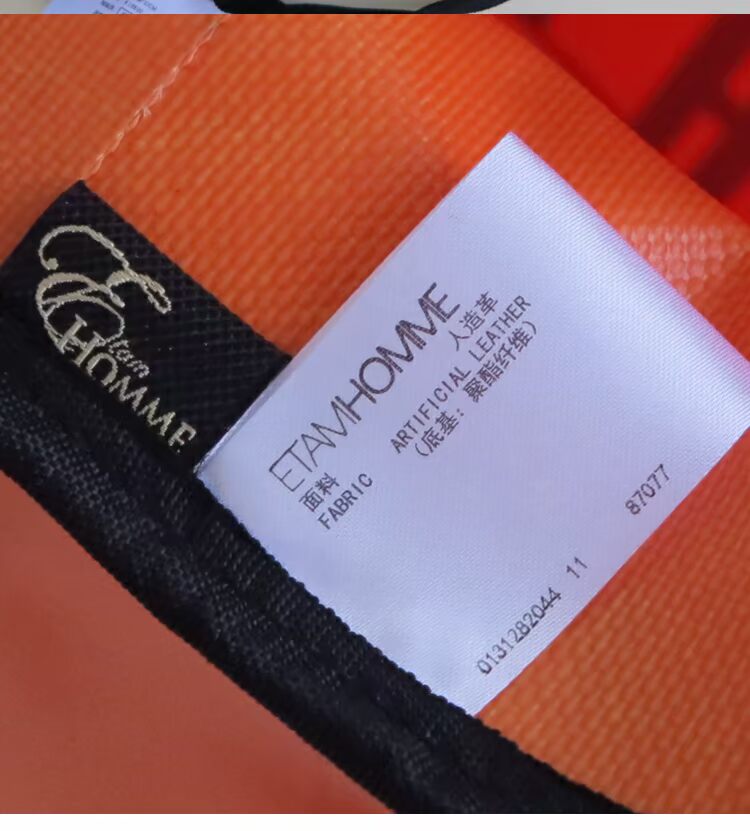 Etam
HOMME
ETAMHOMME
面料 人造革
FABRIC ARTIFICIAL LEATHER
(底基：聚酯纤维)
0131282044 11 87077